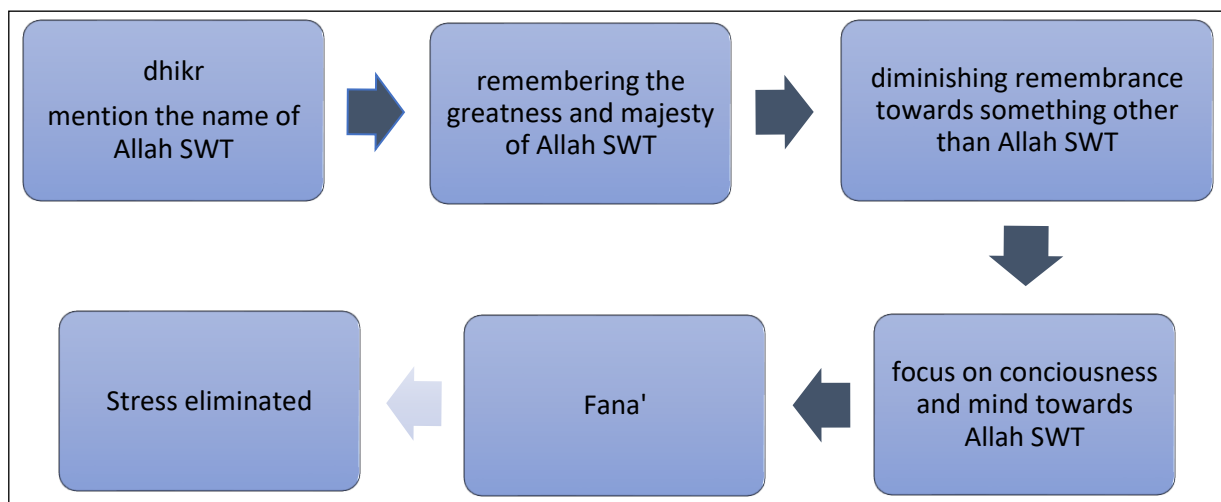 dhikr
mention the name of
Allah SWT
remembering the
greatness and majesty
of Allah SWT
diminishing remembrance
towards something other
than Allah SWT
focus on conciousness
and mind towards
Allah SWT
Fana'
Stress eliminated